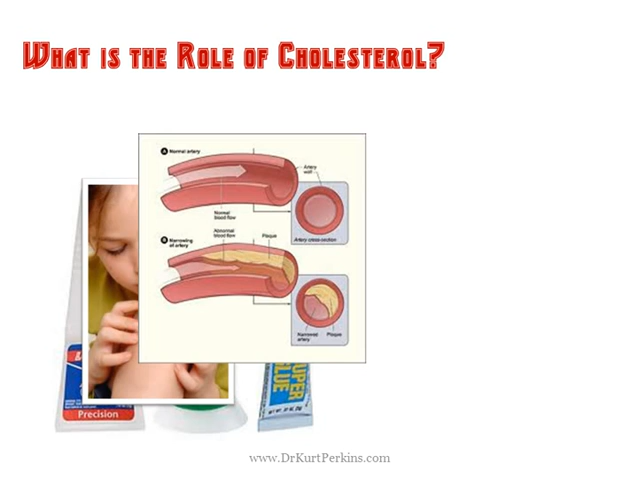 What is the Role of Cholesterol?
A Normal artery
Artery
wall
Normal
blood flow
Artery cross-section
B Narrowing
of artery
Abnormal
blood flow
Plaque
Narrowed
artery
Plaque
Precision
SUPER
GLUE
www.DrKurtPerkins.com